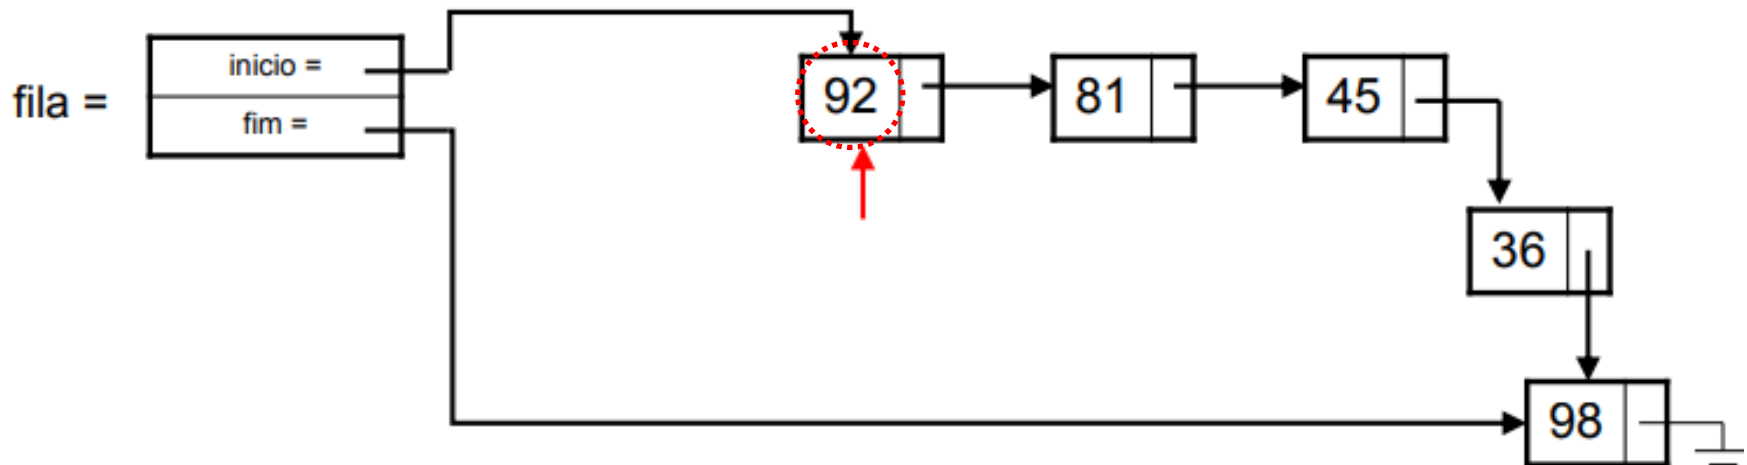 inicio =
fila =
fim =
92
81
45
36
98